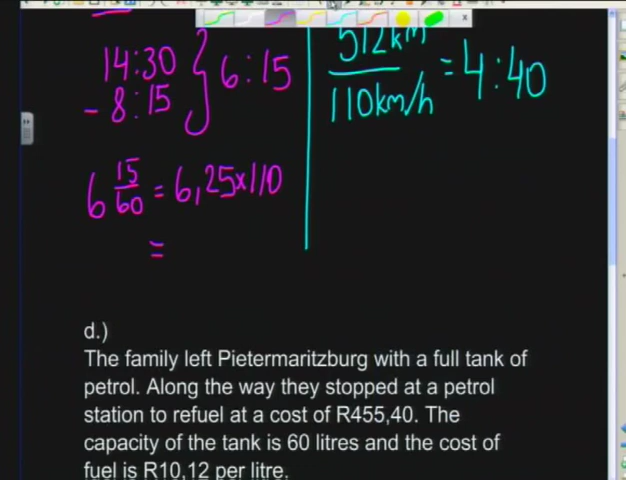 14:30
- 8:15
6:15
6 15/60 = 6,25×110
=
512km
110km/h
= 4:40
d.)
The family left Pietermaritzburg with a full tank of
petrol. Along the way they stopped at a petrol
station to refuel at a cost of R455,40. The
capacity of the tank is 60 litres and the cost of
fuel is R10,12 per litre.